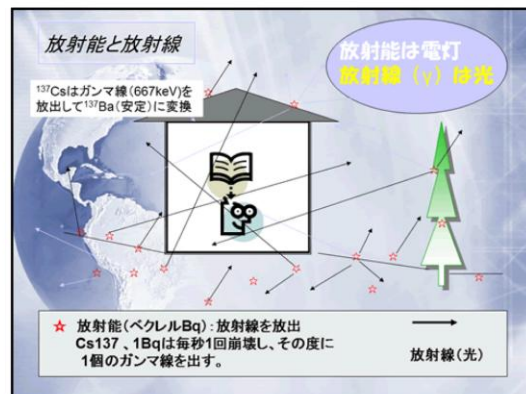 放射能と放射線
放射能は電灯
放射線（γ）は光
¹³⁷Csはガンマ線（667keV）を
放出して¹³⁷Ba（安定）に変換
☆ 放射能（ベクレルBq）：放射線を放出
Cs137 、1Bqは毎秒1回崩壊し、その度に
1個のガンマ線を出す。
放射線（光）